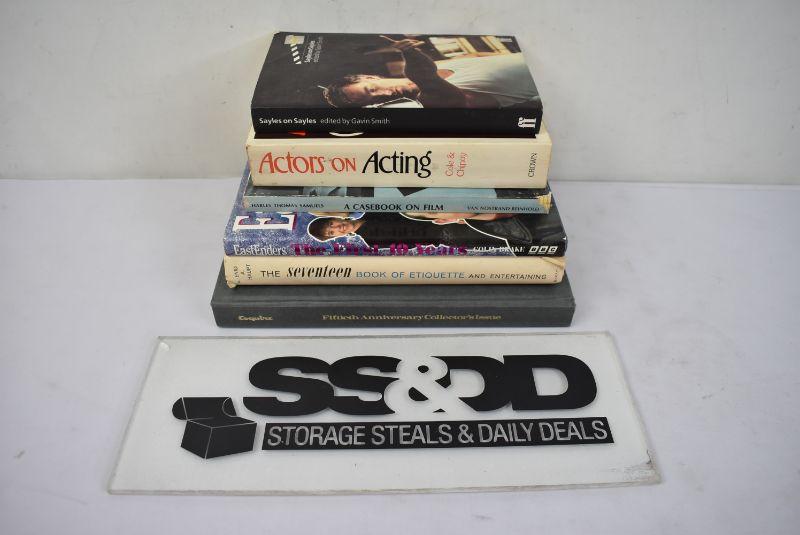 Sayles on Sayles edited by Gavin Smith ff
Actors on Acting Cole & Chinoy CROWN
CHARLES THOMAS SAMUELS A CASEBOOK ON FILM VAN NOSTRAND REINHOLD
E
EastEnders The First 10 Years COLIN BRAKE BBC
THE seventeen BOOK OF ETIQUETTE AND ENTERTAINING
Esquire Fiftieth Anniversary Collector's Issue
SS&DD
STORAGE STEALS & DAILY DEALS